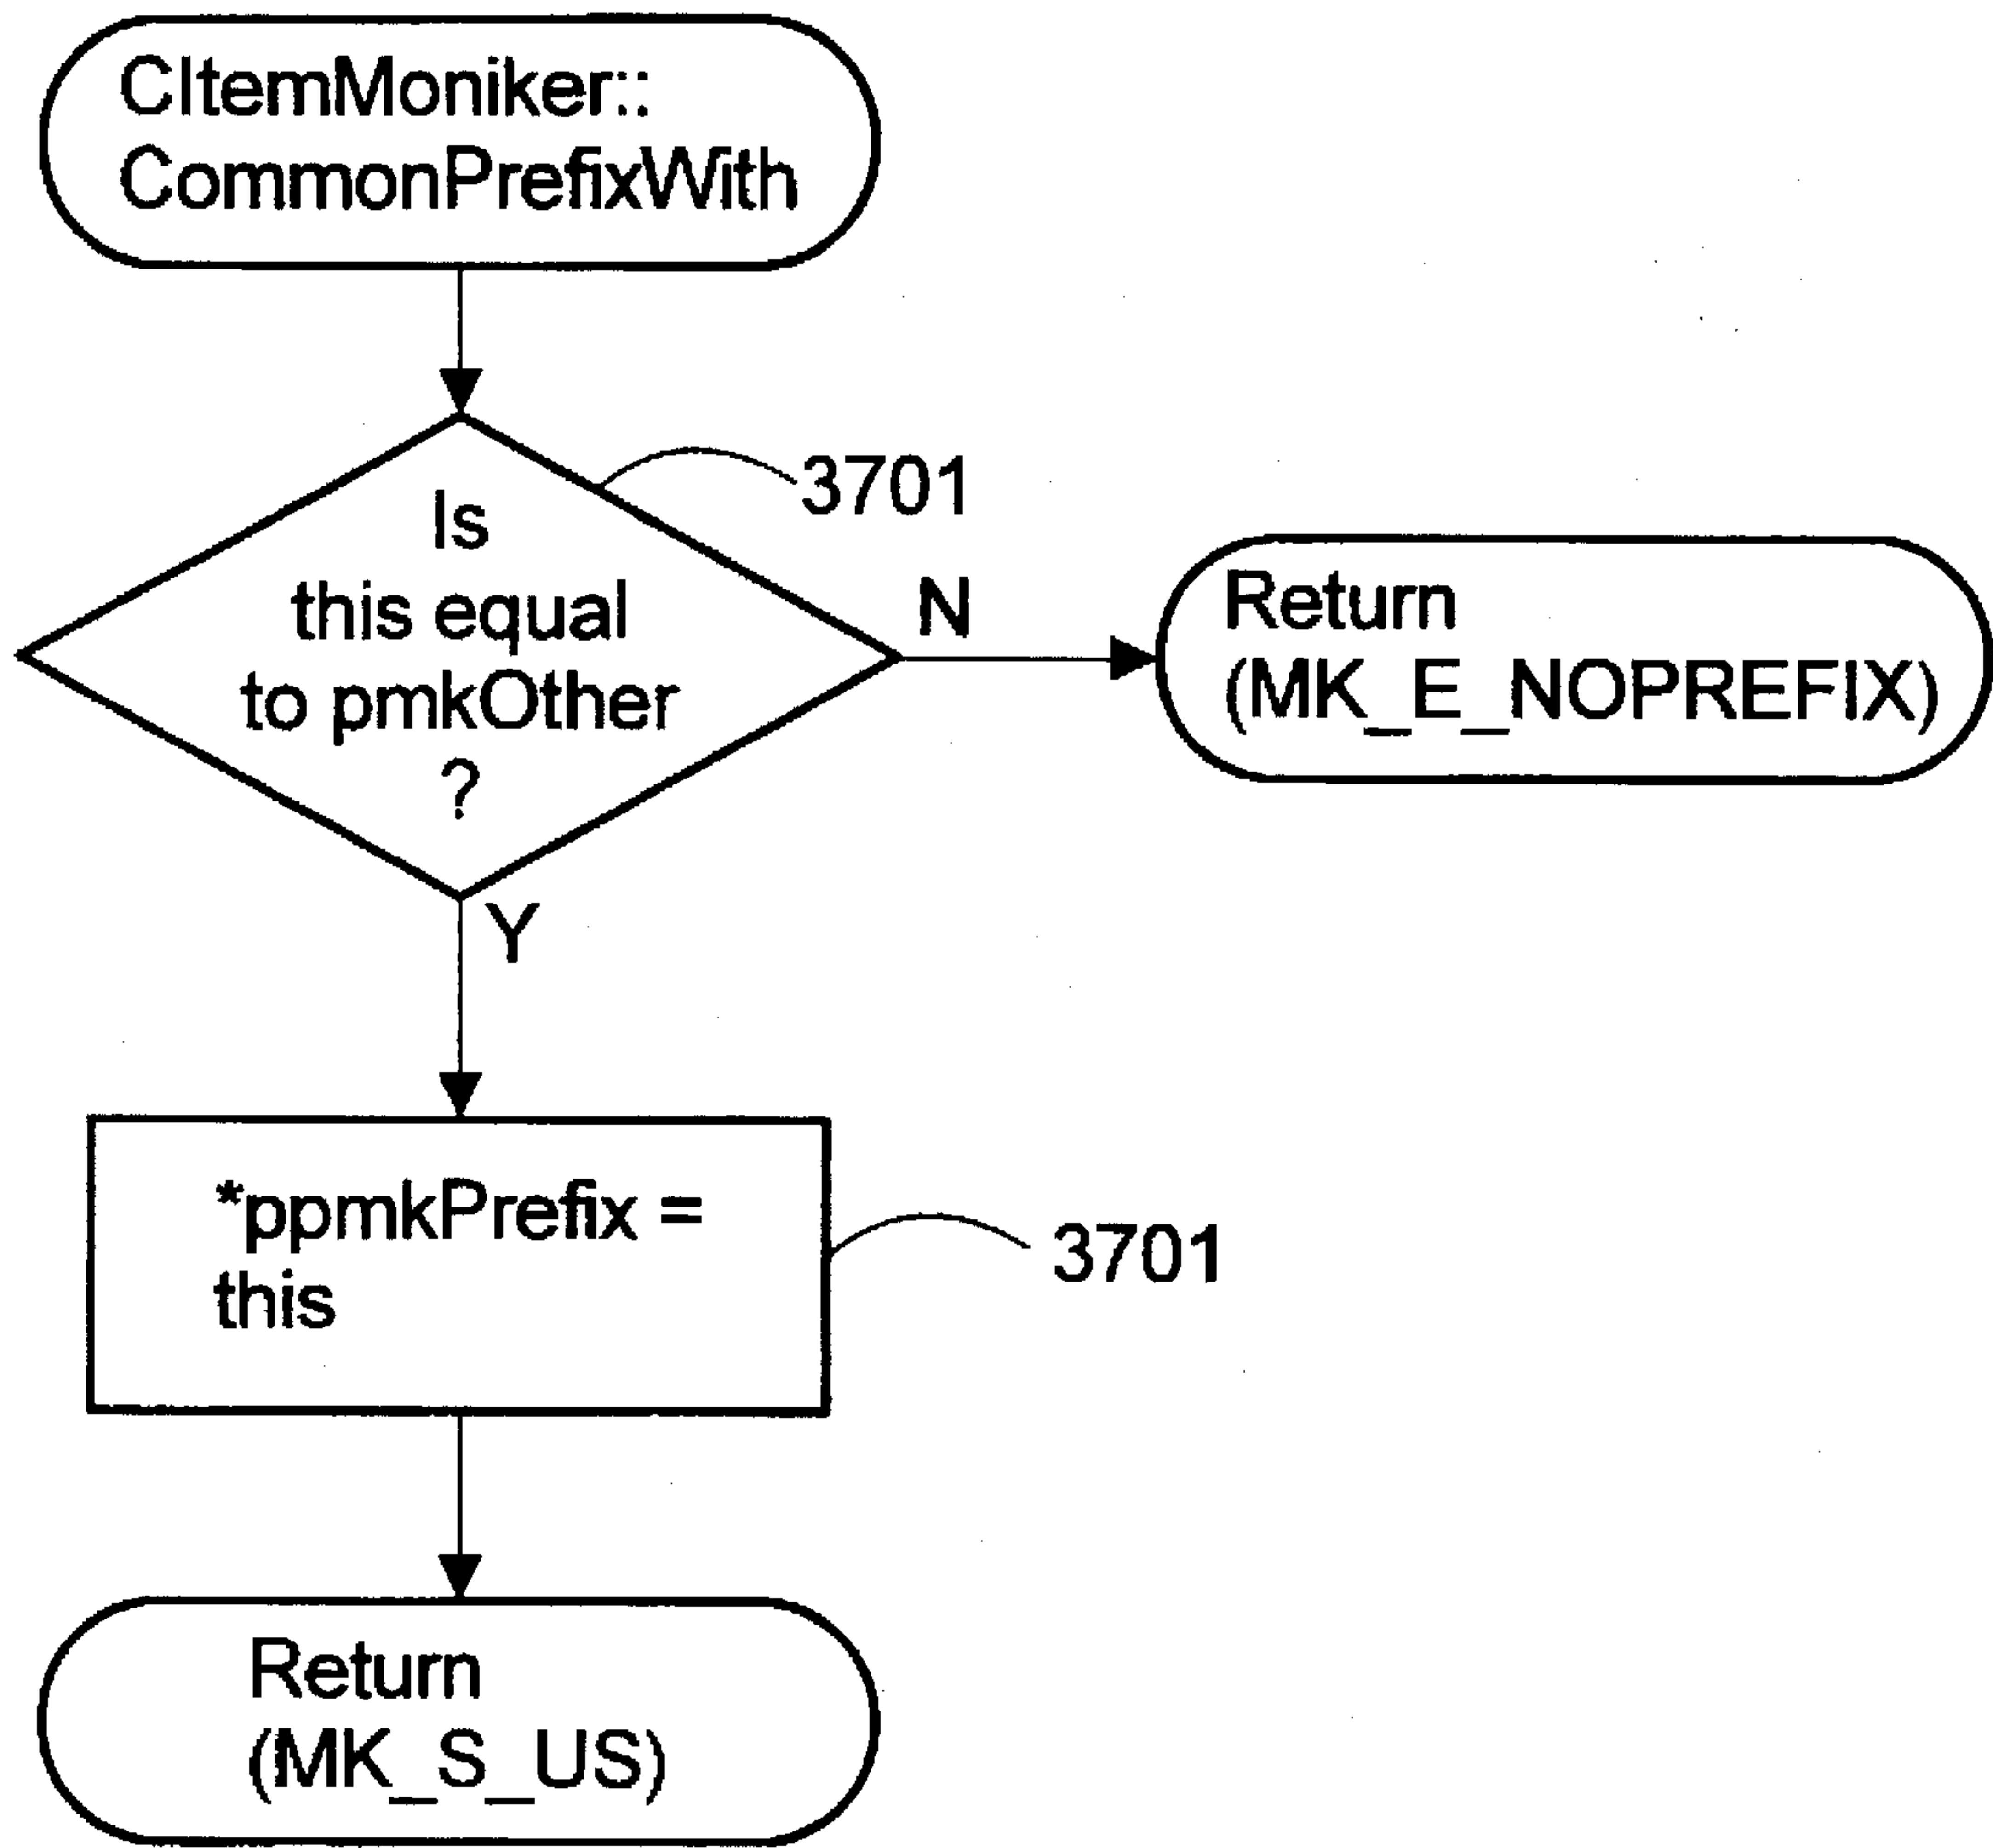 CItemMoniker::
CommonPrefixWith
3701
Is
this equal
to pmkOther
?
N
Return
(MK_E_NOPREFIX)
Y
*ppmkPrefix =
this
3701
Return
(MK_S_US)